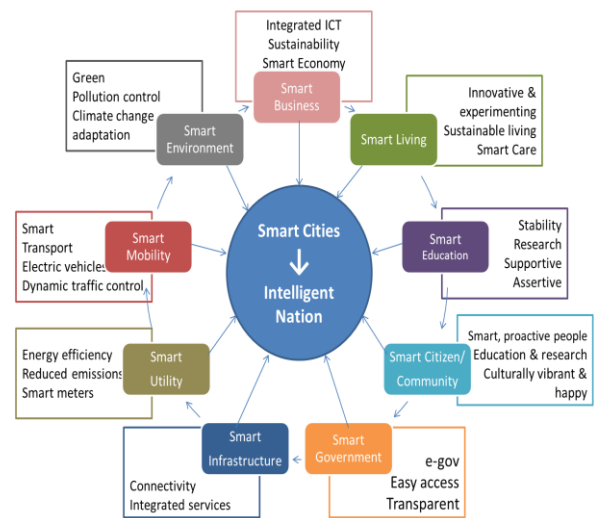 Integrated ICT
Sustainability
Smart Economy
Smart
Business
Green
Pollution control
Climate change
adaptation
Smart
Environment
Innovative &
experimenting
Sustainable living
Smart Care
Smart Living
Smart Cities
Intelligent
Nation
Smart
Transport
Electric vehicles
Dynamic traffic control
Smart
Mobility
Stability
Research
Supportive
Assertive
Smart
Education
Energy efficiency
Reduced emissions
Smart meters
Smart
Utility
Smart, proactive people
Education & research
Culturally vibrant &
happy
Smart Citizen/
Community
Connectivity
Integrated services
Smart
Infrastructure
e-gov
Easy access
Transparent
Smart
Government